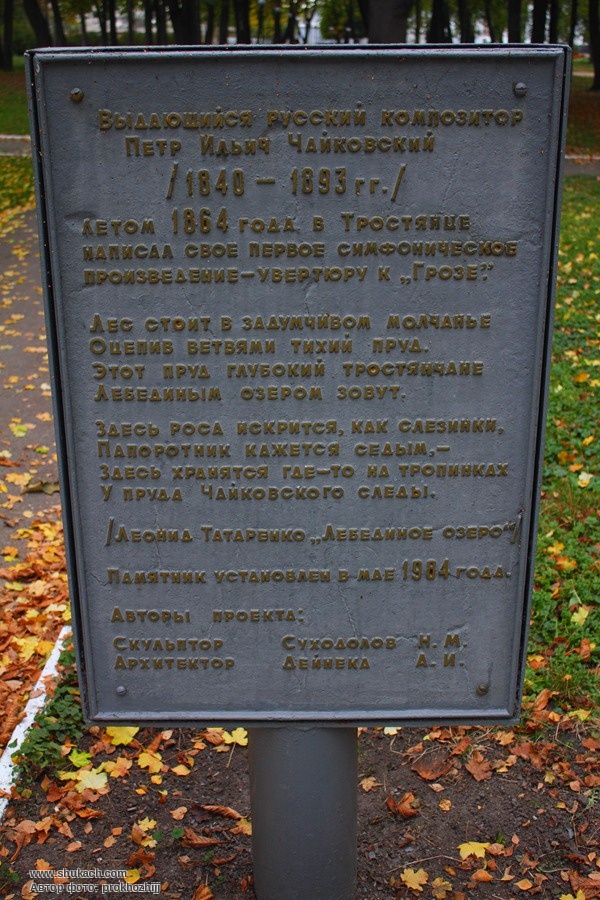 Выдающийся русский композитор
Петр Ильич Чайковский
/1840 – 1893 гг./
летом 1864 года в Тростянце
написал свое первое симфоническое
произведение–увертюру к „Грозе".
Лес стоит в задумчивом молчанье
Оцепив ветвями тихий пруд.
Этот пруд глубокий тростянчане
Лебединым озером зовут.
Здесь роса искрится, как слезинки,
Папоротник кажется седым,–
Здесь хранятся где–то на тропинках
У пруда Чайковского следы.
/Леонид Татаренко „Лебединое озеро"/
Памятник установлен в мае 1984 года.
Авторы проекта:
Скульптор Суходолов Н. М.
Архитектор Дейнека А. И.
www.shukach.com
Автор фото: prokhozhijj